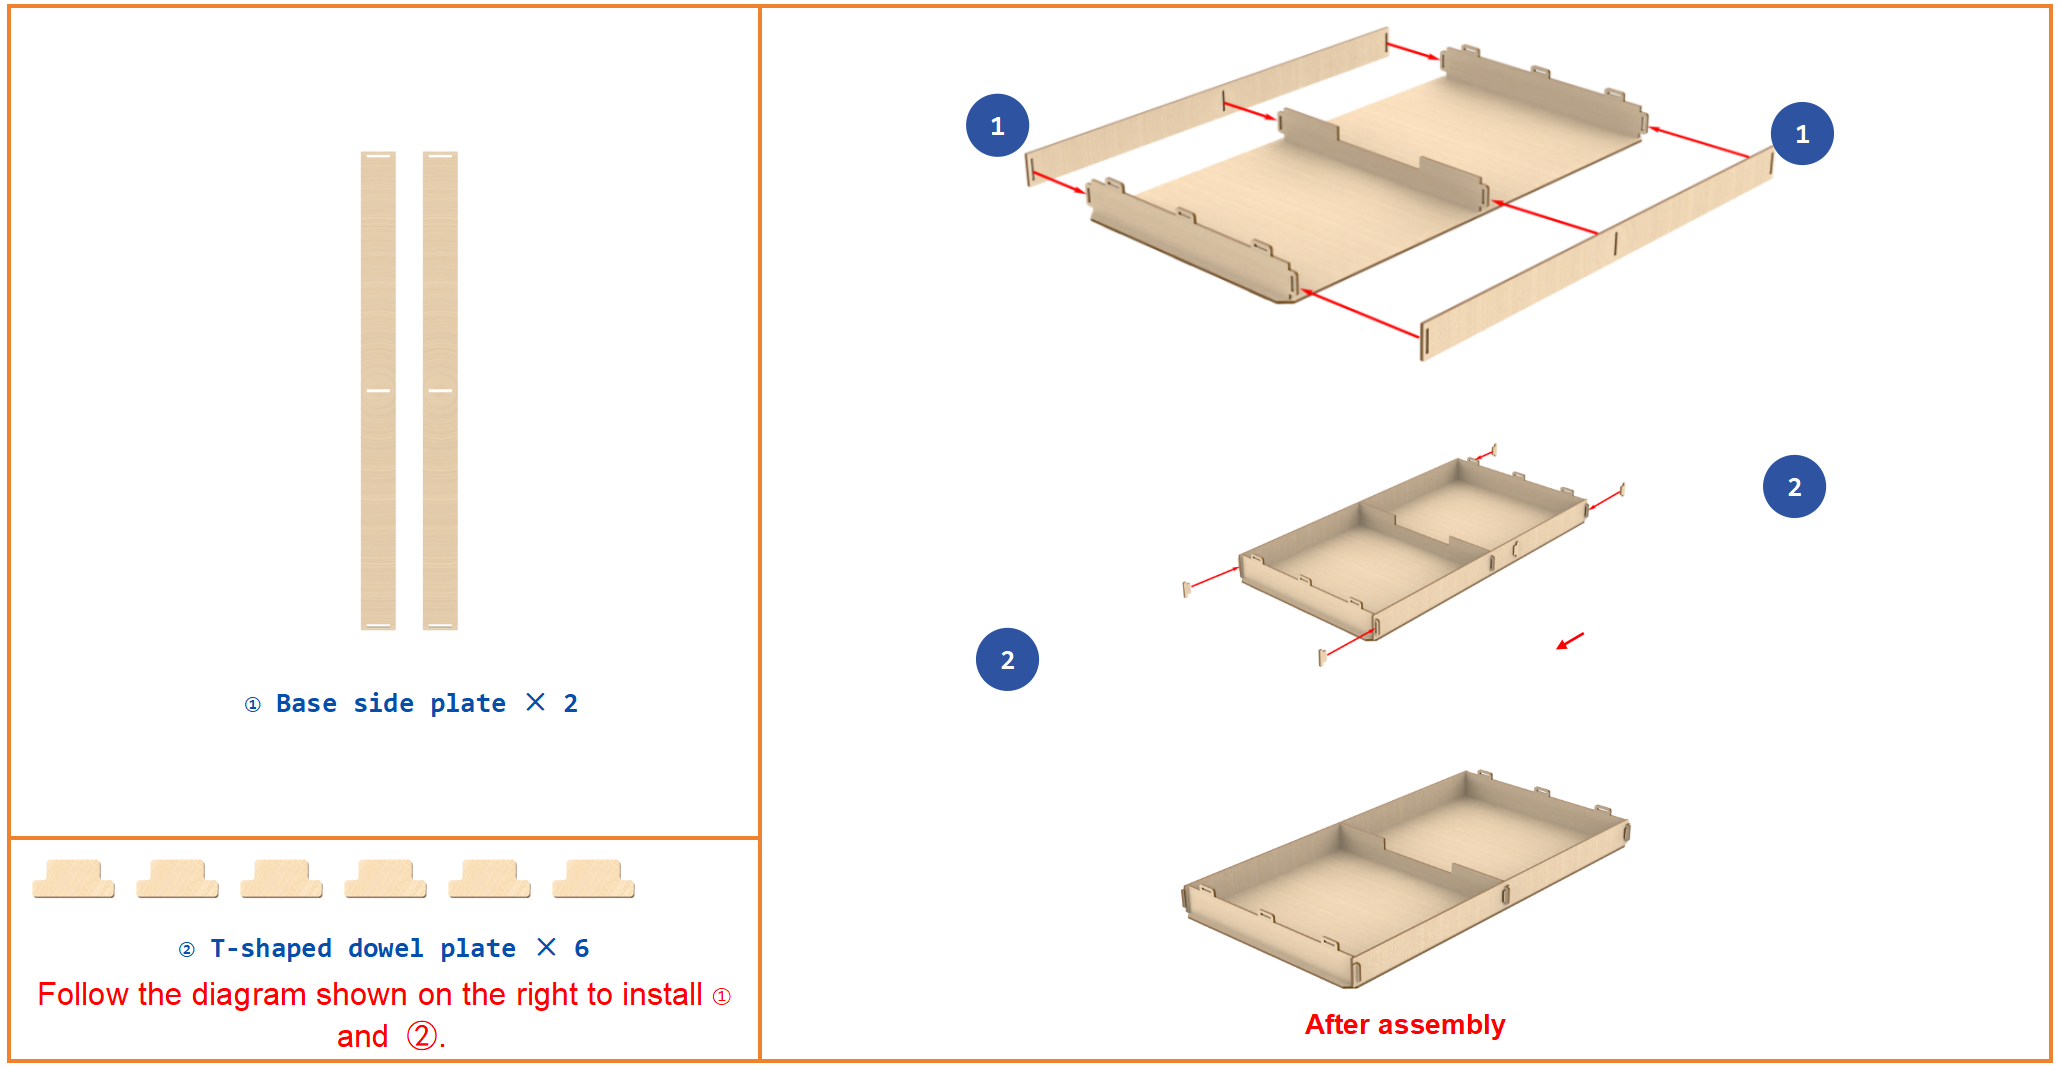 ① Base side plate × 2
② T-shaped dowel plate × 6
Follow the diagram shown on the right to install ①
and ②.
1
1
2
2
After assembly